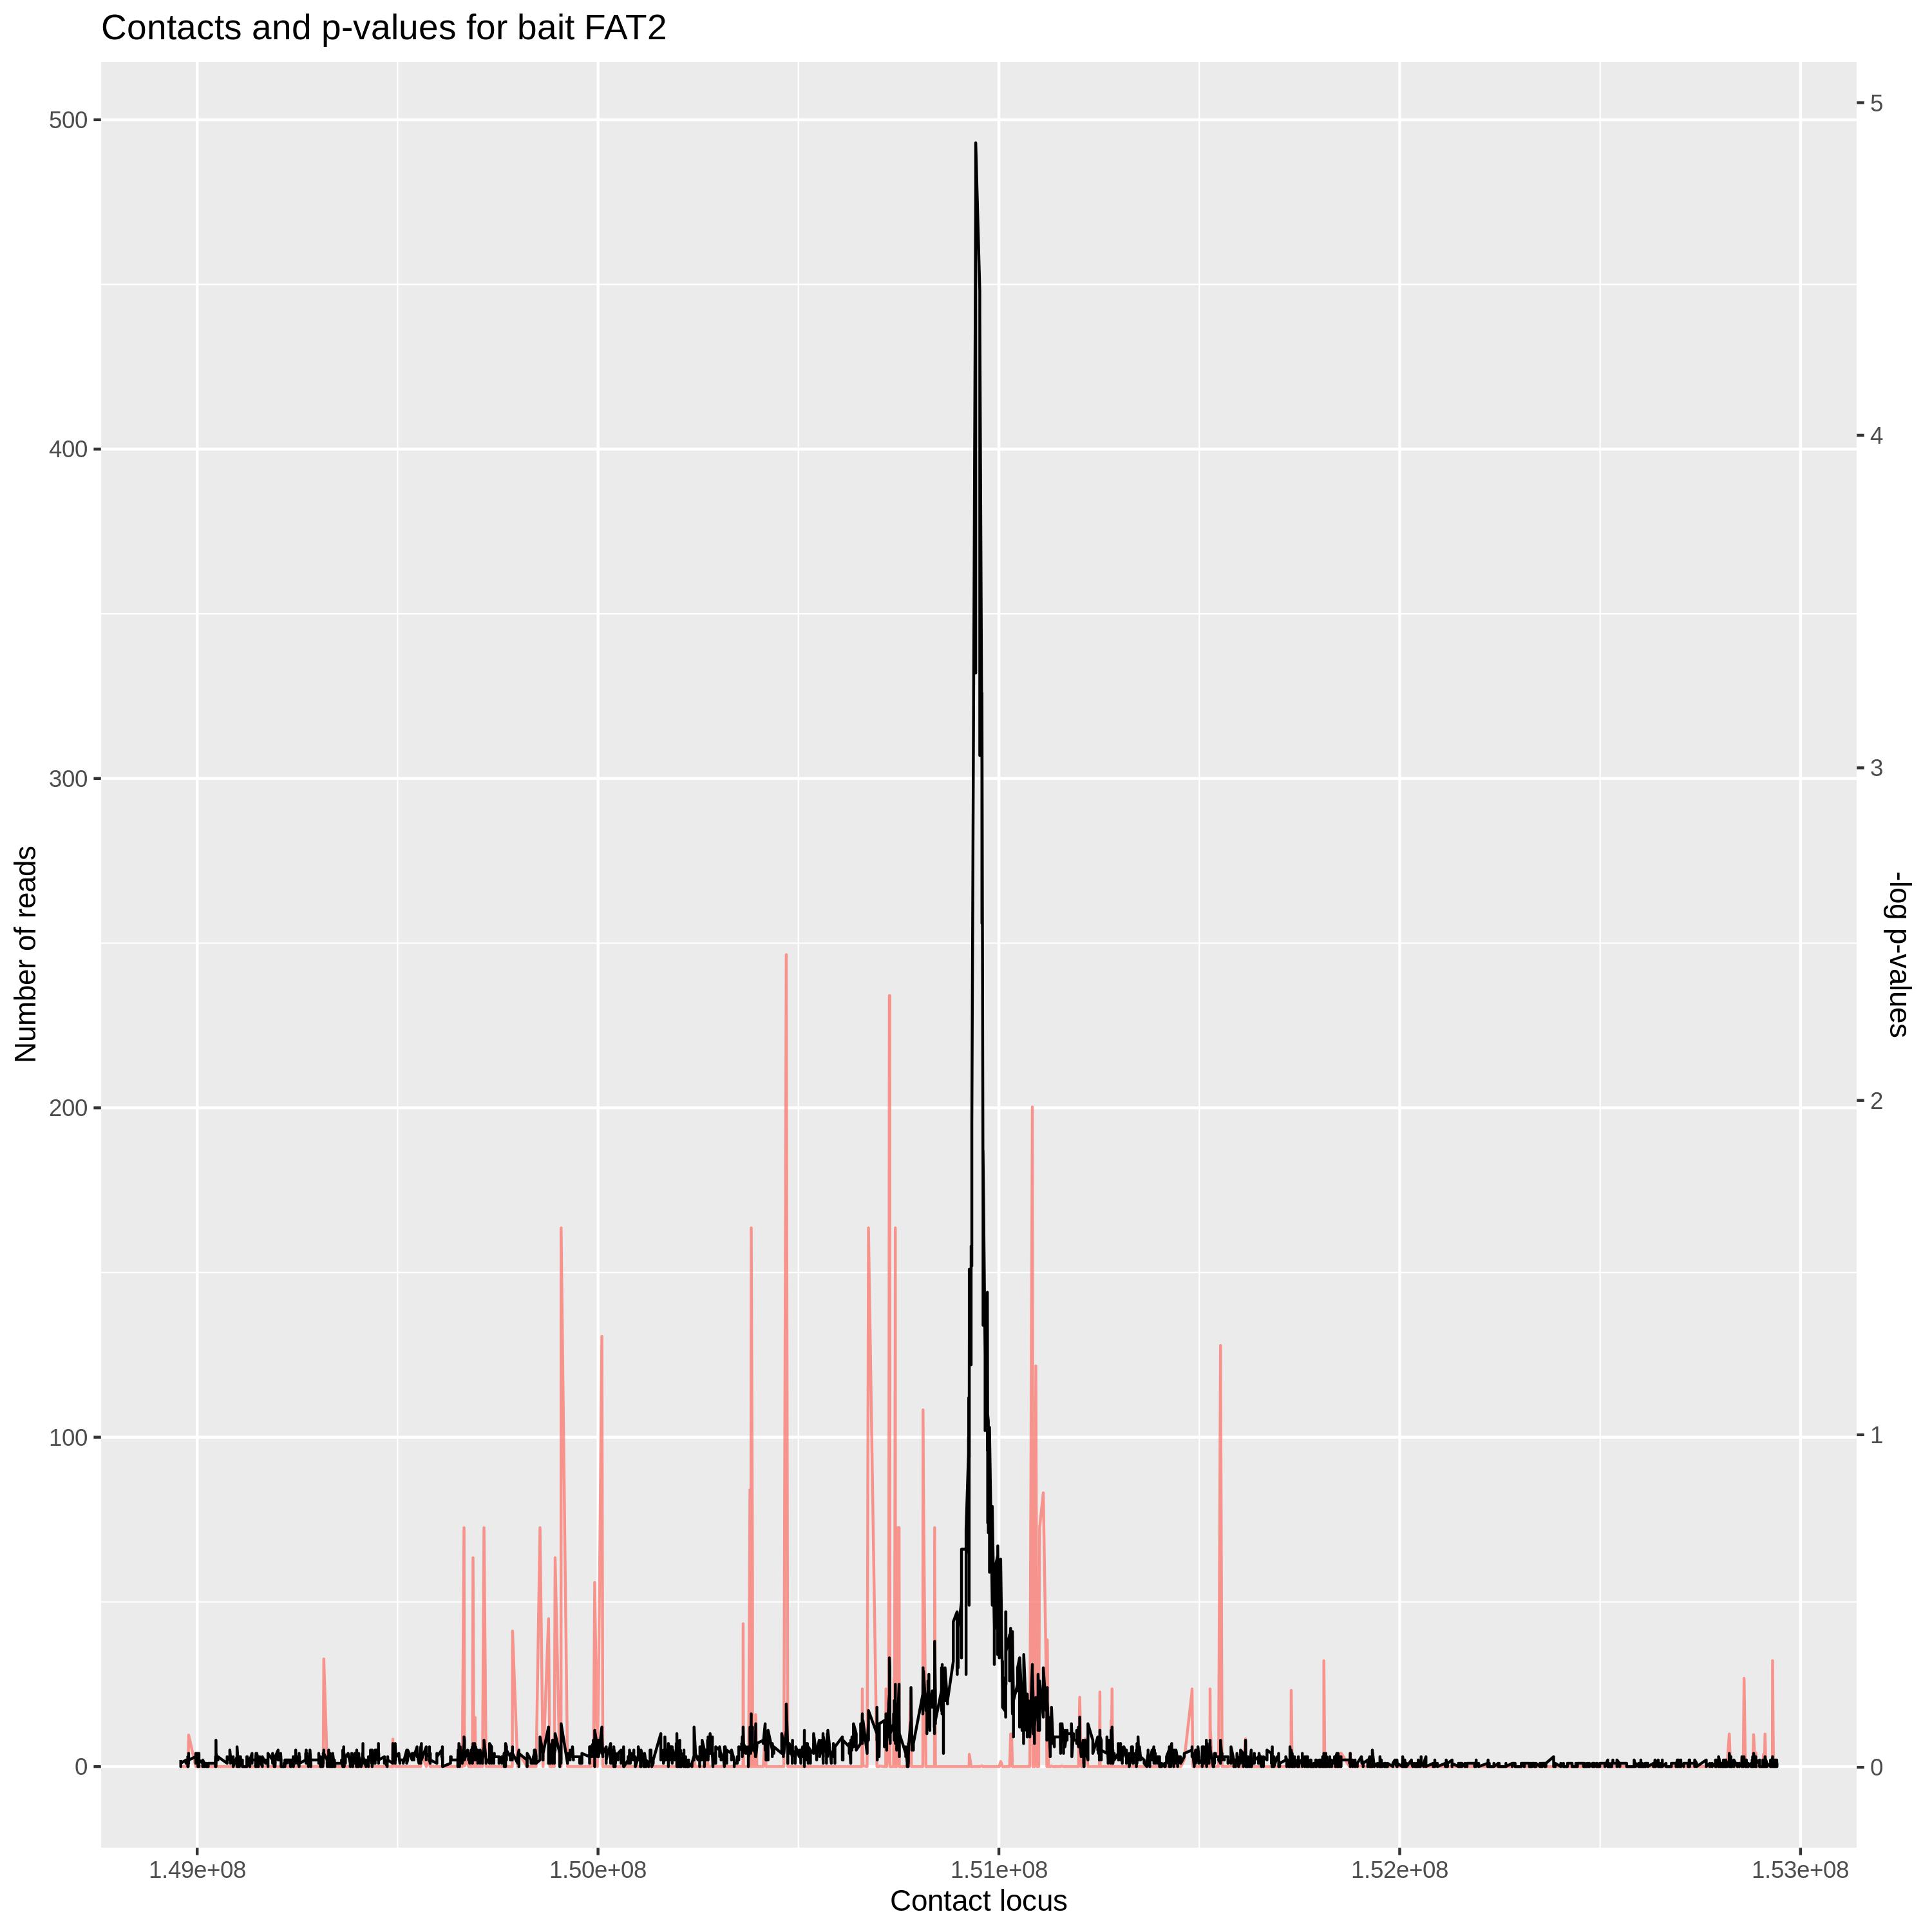 Contacts and p-values for bait FAT2
500
400
300
200
100
0
Number of reads
5
4
3
2
1
0
-log p-values
1.49e+08 1.50e+08 1.51e+08 1.52e+08 1.53e+08
Contact locus